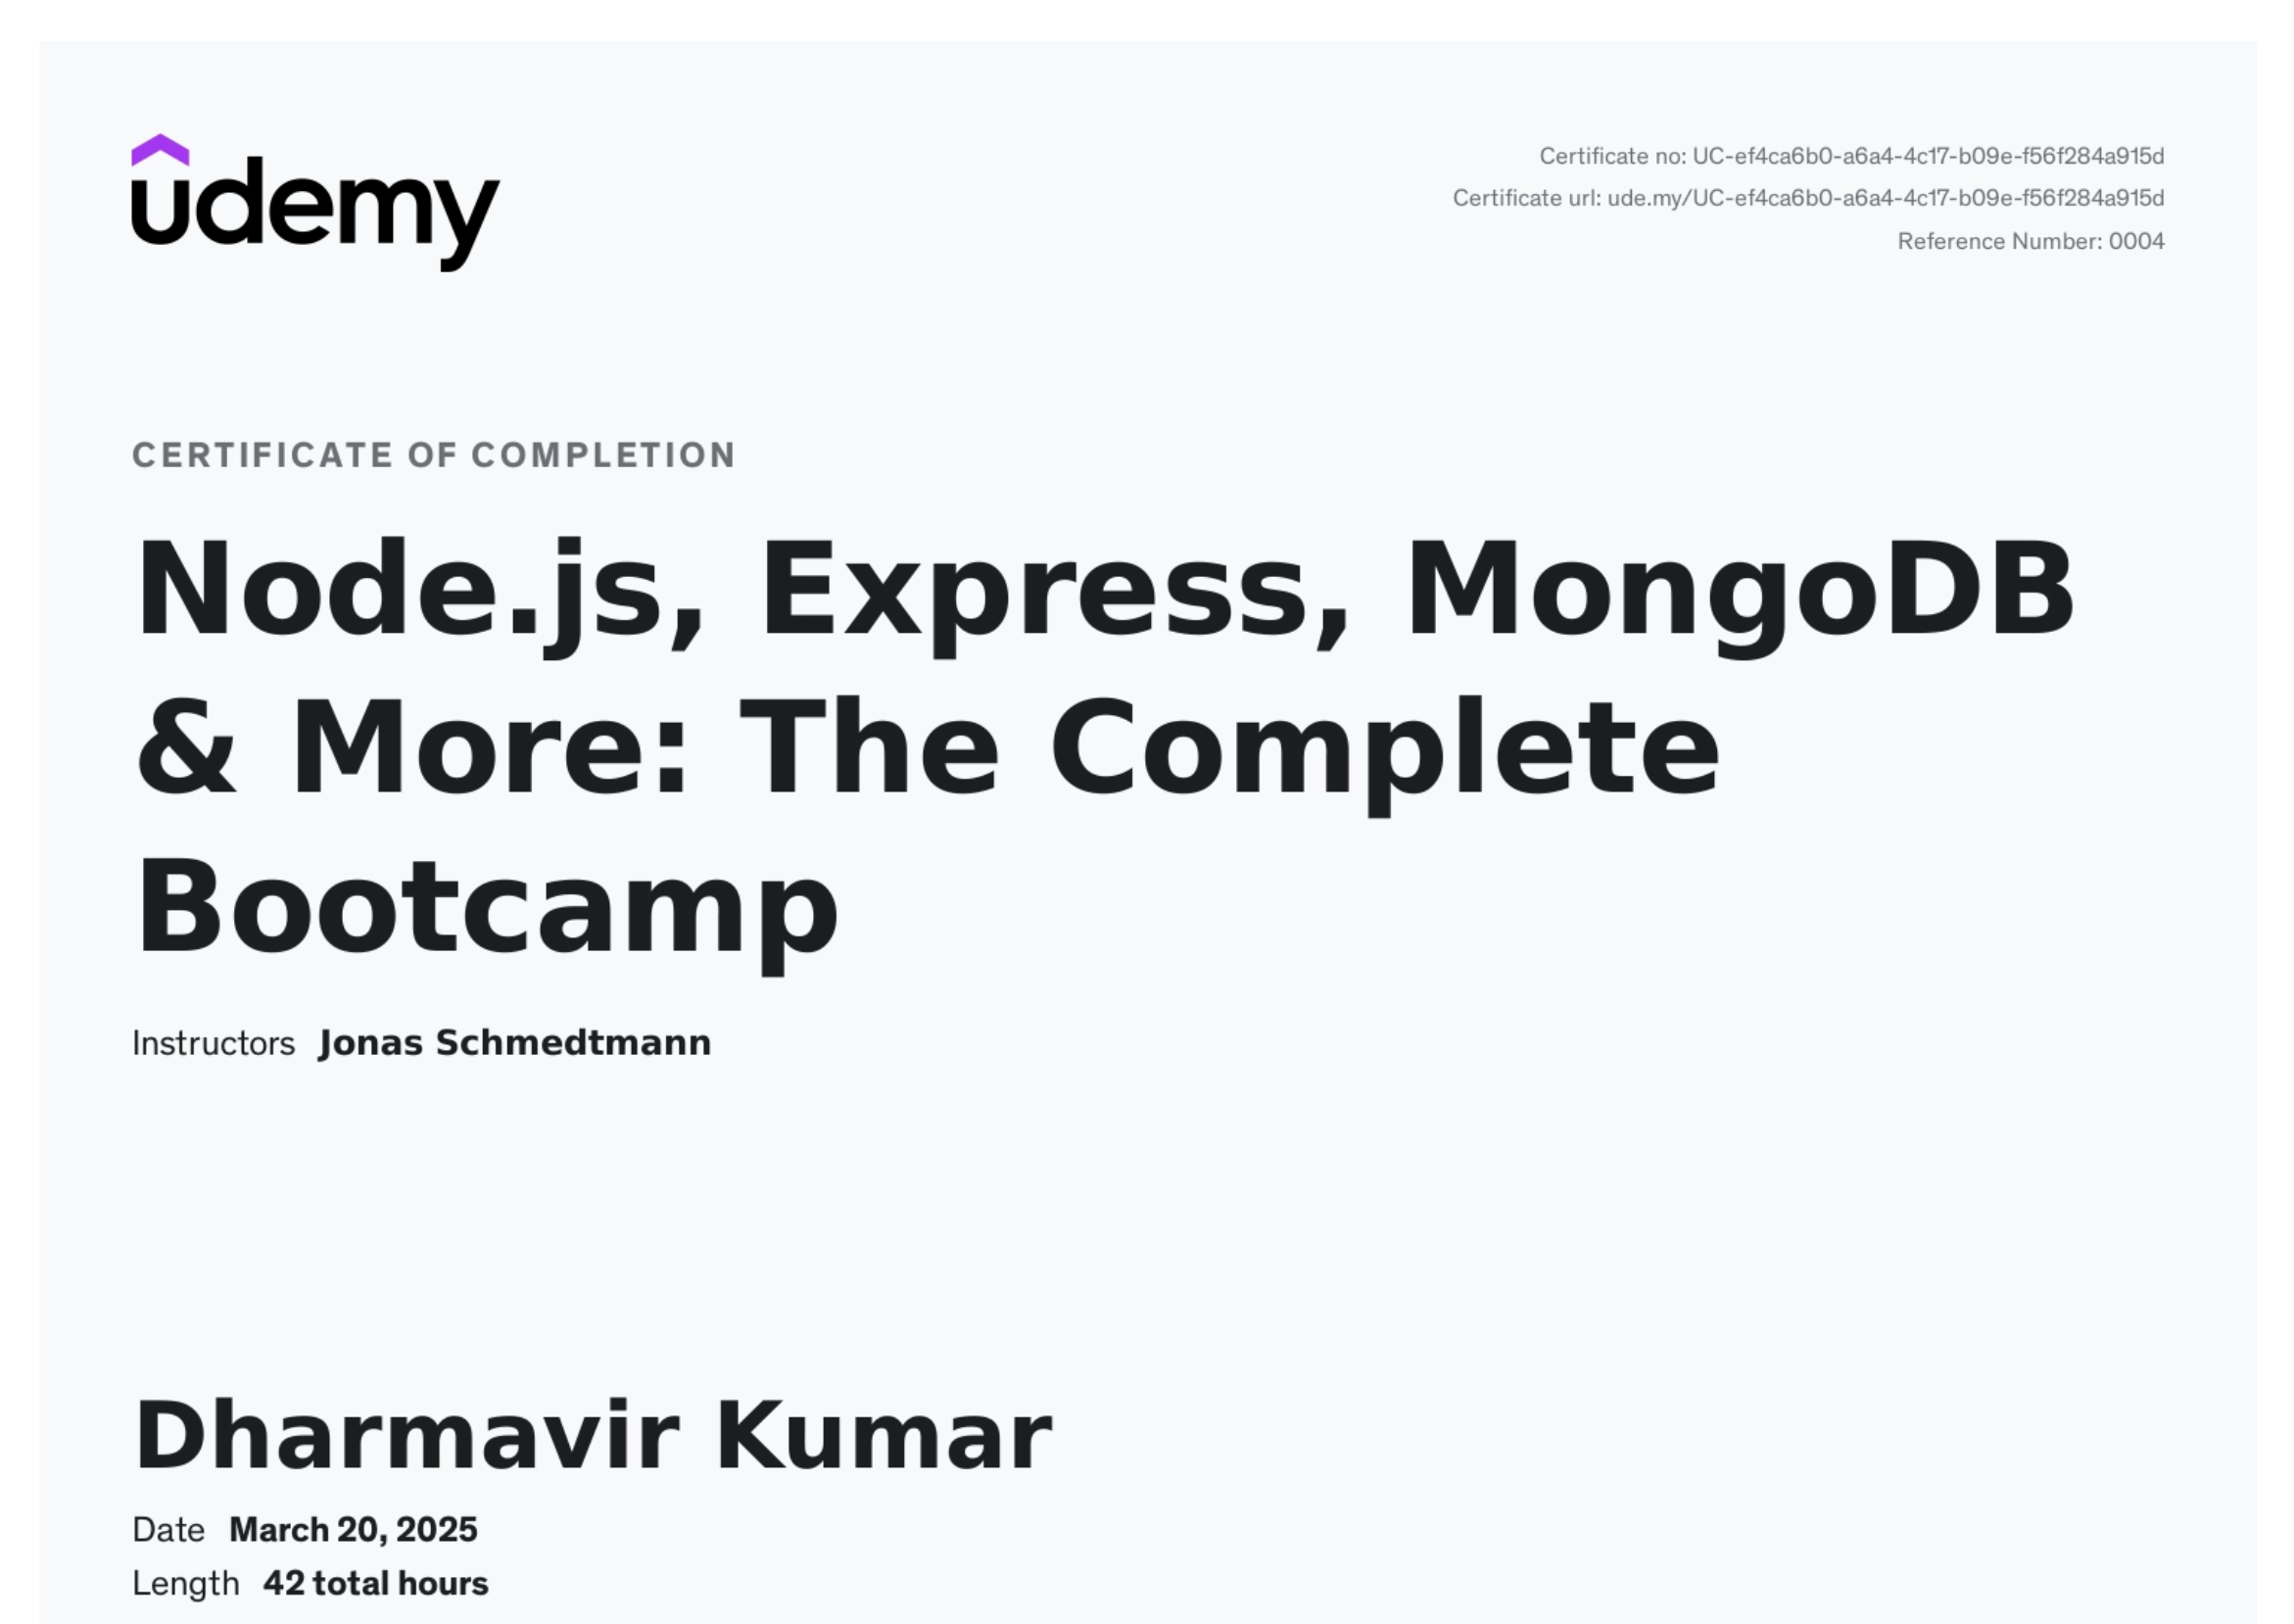 udemy
Certificate no: UC-ef4ca6b0-a6a4-4c17-b09e-f56f284a915d
Certificate url: ude.my/UC-ef4ca6b0-a6a4-4c17-b09e-f56f284a915d
Reference Number: 0004
CERTIFICATE OF COMPLETION
Node.js, Express, MongoDB
& More: The Complete
Bootcamp
Instructors Jonas Schmedtmann
Dharmavir Kumar
Date March 20, 2025
Length 42 total hours